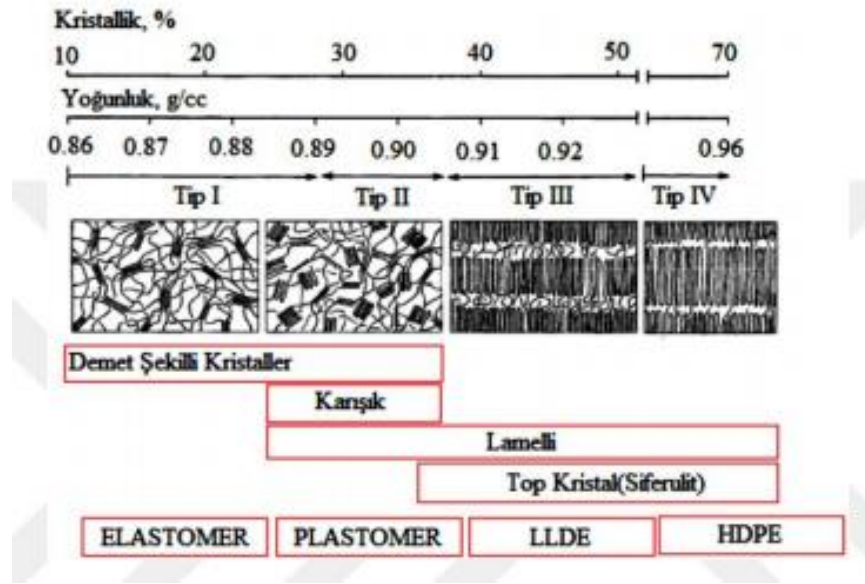 Kristallik, %
10 20 30 40 50 70
Yoğunluk, g/cc
0.86 0.87 0.88 0.89 0.90 0.91 0.92 0.96
Tip I Tip II Tip III Tip IV
Demet Şekilli Kristaller
Karışık
Lamelli
Top Kristal(Siferulit)
ELASTOMER PLASTOMER LLDE HDPE